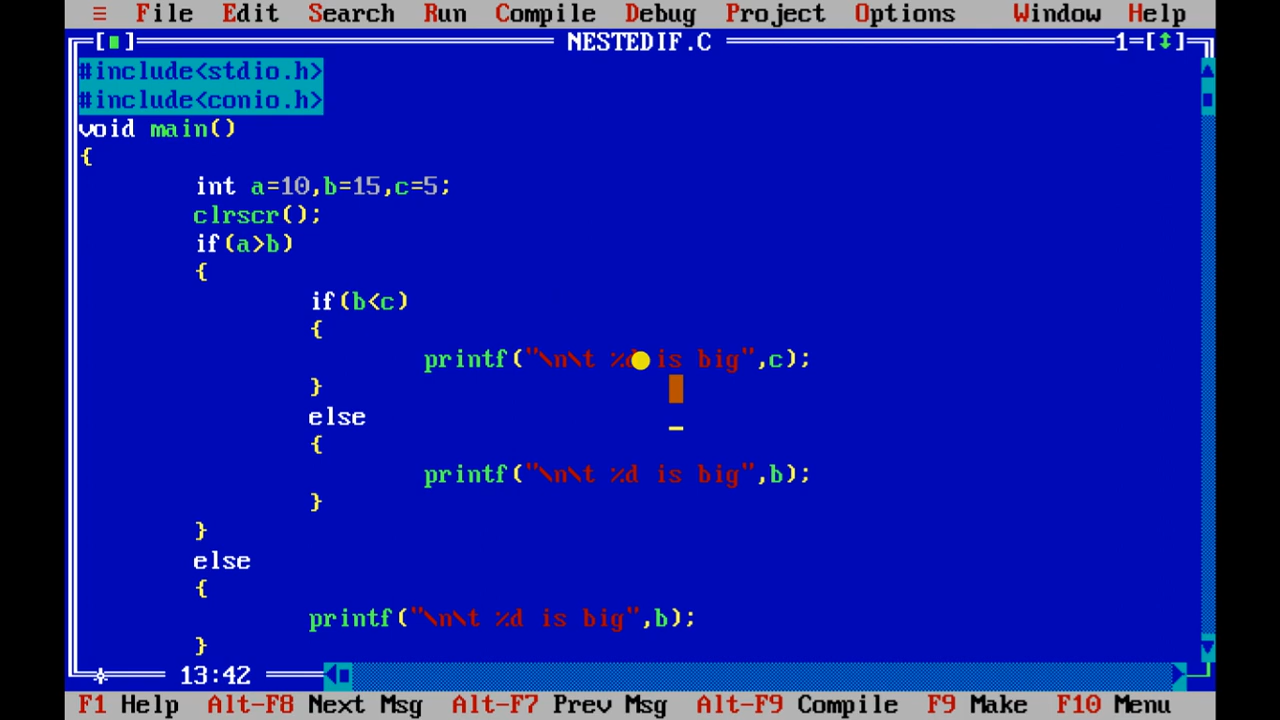 ≡ File Edit Search Run Compile Debug Project Options Window Help
[■] NESTEDIF.C 1=[↕]
#include<stdio.h>
#include<conio.h>
void main()
{
int a=10,b=15,c=5;
clrscr();
if(a>b)
{
if(b<c)
{
printf("\n\t %d is big",c);
}
else
{
printf("\n\t %d is big",b);
}
}
else
{
printf("\n\t %d is big",b);
}
13:42
F1 Help Alt-F8 Next Msg Alt-F7 Prev Msg Alt-F9 Compile F9 Make F10 Menu